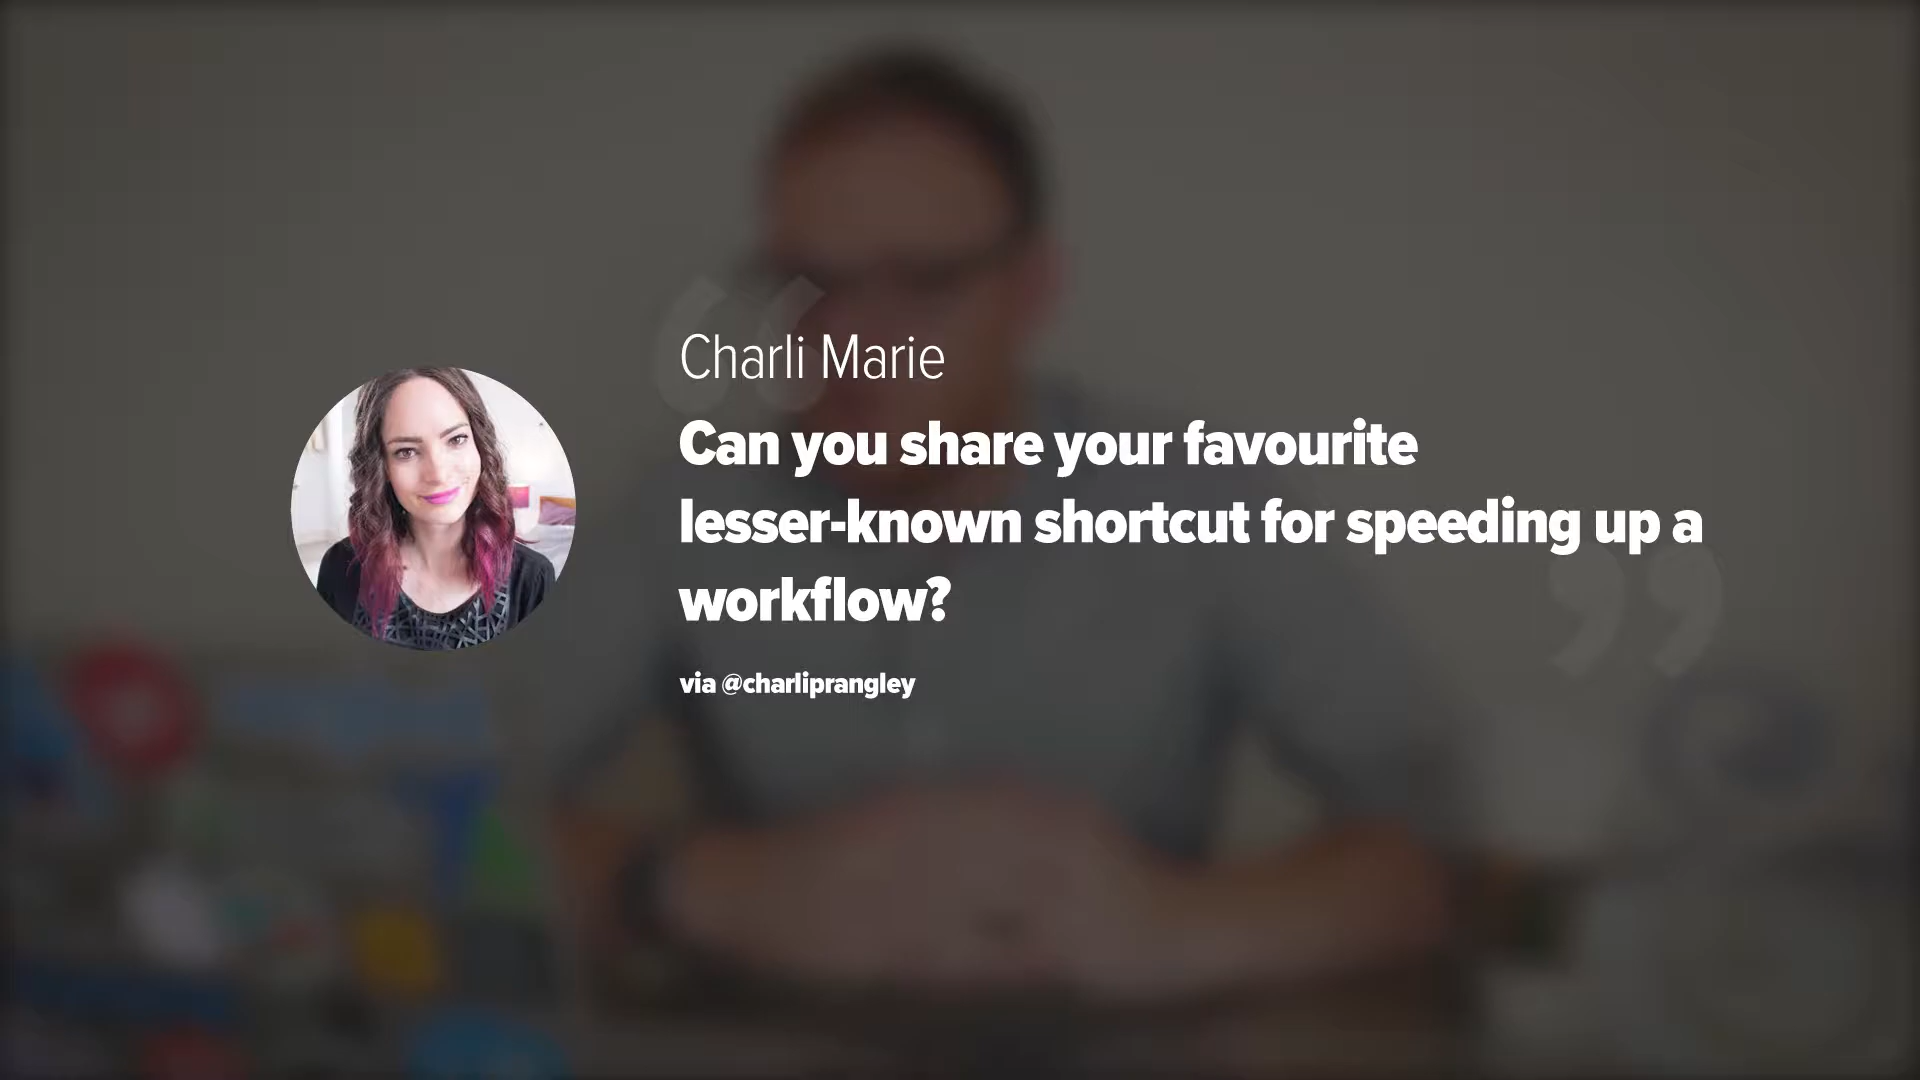 Charli Marie
Can you share your favourite
lesser-known shortcut for speeding up a
workflow?
via @charliprangley